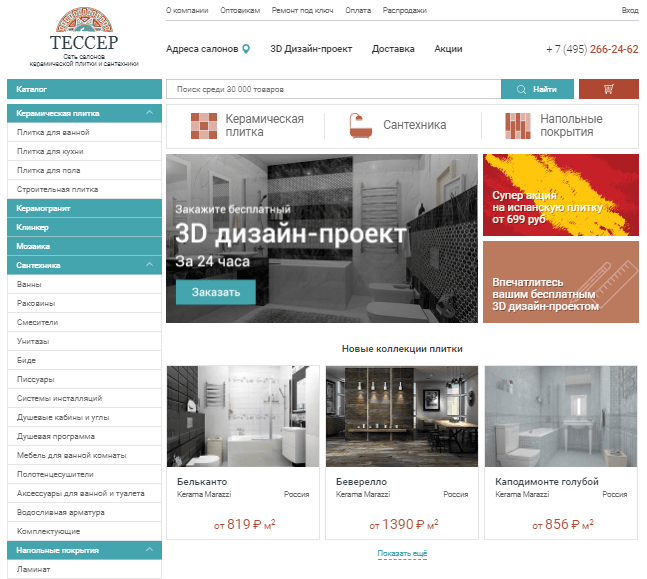 ТЕССЕР
Сеть салонов
керамической плитки и сантехники
О компании Оптовикам Ремонт под ключ Оплата Распродажи Вход
Адреса салонов 3D Дизайн-проект Доставка Акции + 7 (495) 266-24-62
Каталог
Поиск среди 30 000 товаров
Найти
Керамическая плитка
Плитка для ванной
Плитка для кухни
Плитка для пола
Строительная плитка
Керамогранит
Клинкер
Мозаика
Сантехника
Ванны
Раковины
Смесители
Унитазы
Биде
Писсуары
Системы инсталляций
Душевые кабины и углы
Душевая программа
Мебель для ванной комнаты
Полотенцесушители
Аксессуары для ванной и туалета
Водосливная арматура
Комплектующие
Напольные покрытия
Ламинат
Керамическая
плитка
Сантехника
Напольные
покрытия
Закажите бесплатный
3D дизайн-проект
За 24 часа
Заказать
Супер акция
на испанскую плитку
от 699 руб
Впечатлитесь
вашим бесплатным
3D дизайн-проектом
Новые коллекции плитки
Бельканто
Kerama Marazzi Россия
от 819 ₽ м²
Беверелло
Kerama Marazzi Россия
от 1390 ₽ м²
Каподимонте голубой
Kerama Marazzi Россия
от 856 ₽ м²
Показать ещё